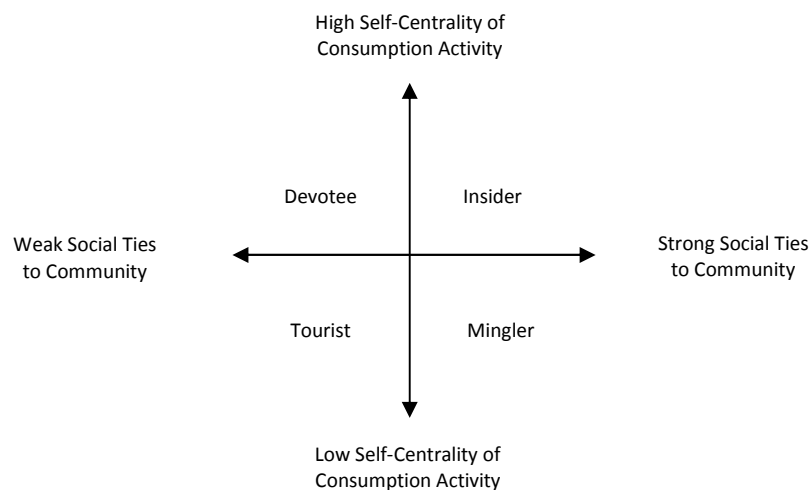 High Self-Centrality of
Consumption Activity
Devotee
Insider
Weak Social Ties
to Community
Strong Social Ties
to Community
Tourist
Mingler
Low Self-Centrality of
Consumption Activity